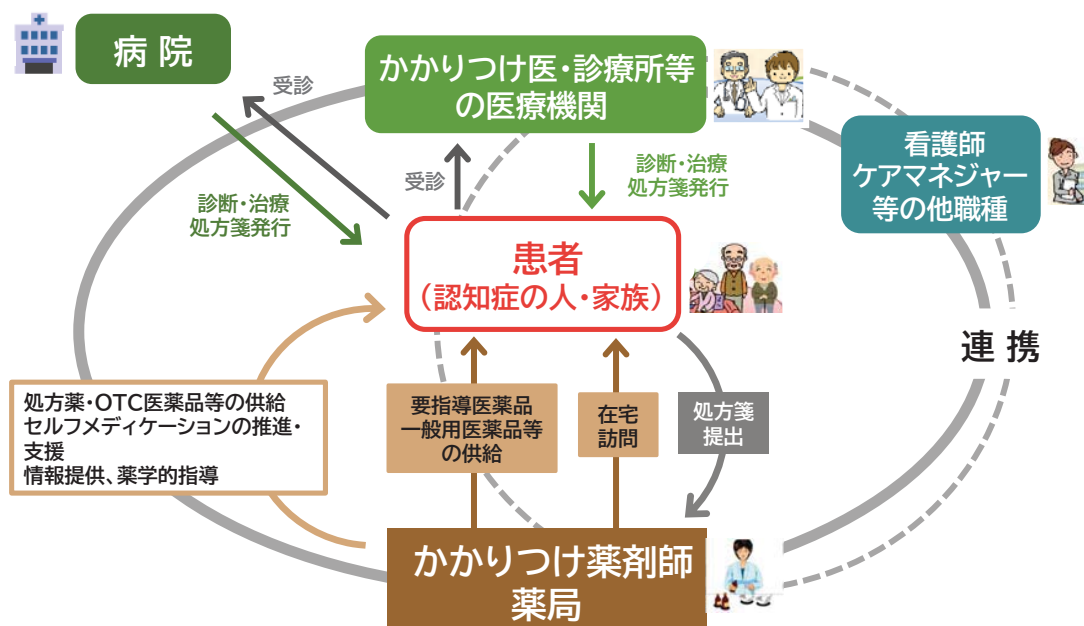 病院
かかりつけ医・診療所等
の医療機関
受診
看護師
ケアマネジャー
等の他職種
診断・治療
処方箋発行
受診
診断・治療
処方箋発行
患者
(認知症の人・家族)
連携
処方薬・OTC医薬品等の供給
セルフメディケーションの推進・
支援
情報提供、薬学的指導
要指導医薬品
一般用医薬品等
の供給
在宅
訪問
処方箋
提出
かかりつけ薬剤師
薬局